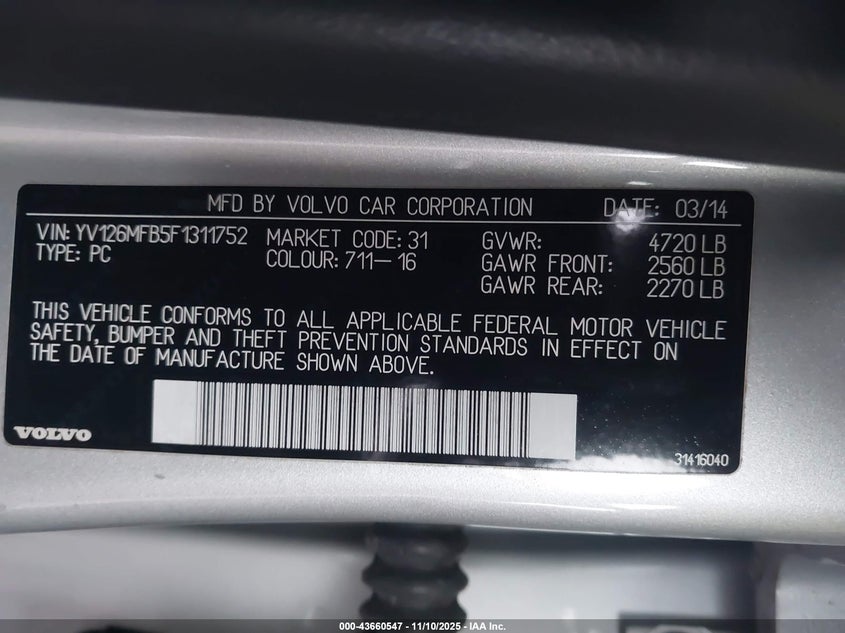 MFD BY VOLVO CAR CORPORATION DATE: 03/14
VIN: YV126MFB5F1311752 MARKET CODE: 31 GVWR: 4720 LB
TYPE: PC COLOUR: 711-16 GAWR FRONT: 2560 LB
GAWR REAR: 2270 LB
THIS VEHICLE CONFORMS TO ALL APPLICABLE FEDERAL MOTOR VEHICLE
SAFETY, BUMPER AND THEFT PREVENTION STANDARDS IN EFFECT ON
THE DATE OF MANUFACTURE SHOWN ABOVE.
VOLVO
31416040
000-43660547 - 11/10/2025 - IAA Inc.